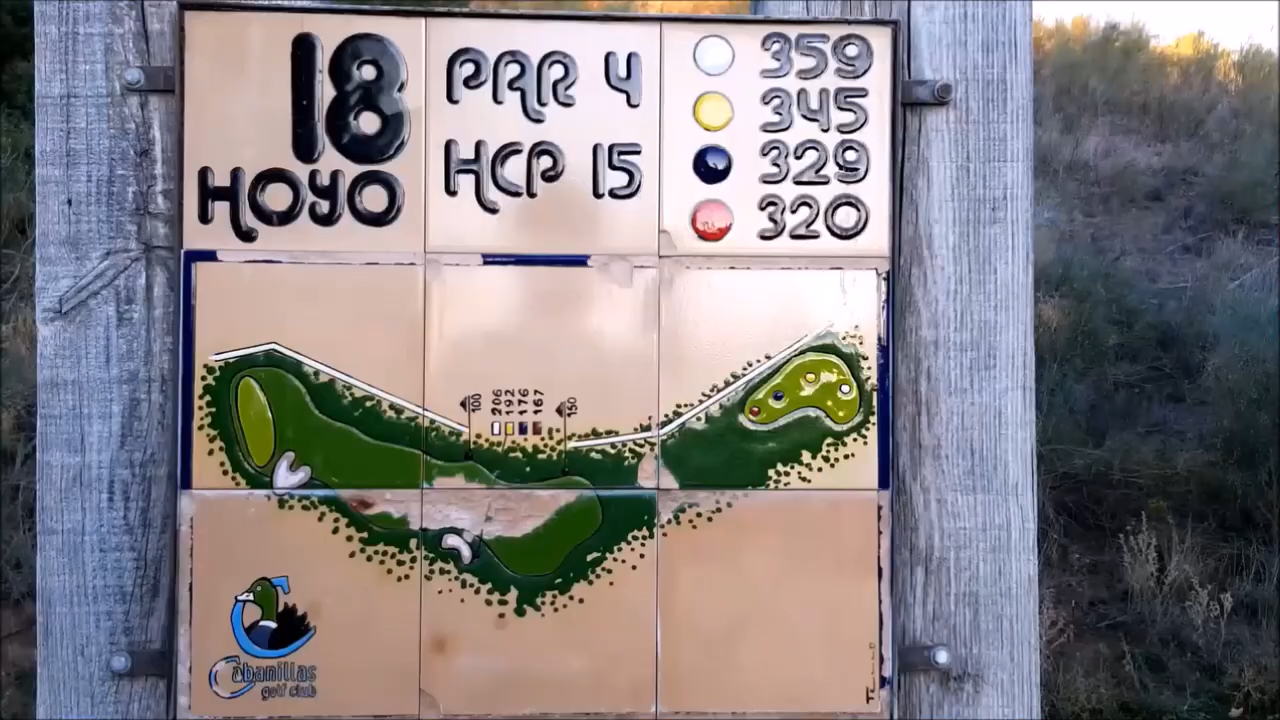 18
HOYO
PAR 4
HCP 15
359
345
329
320
100
206
192
176
167
150
Cabanillas
golf club